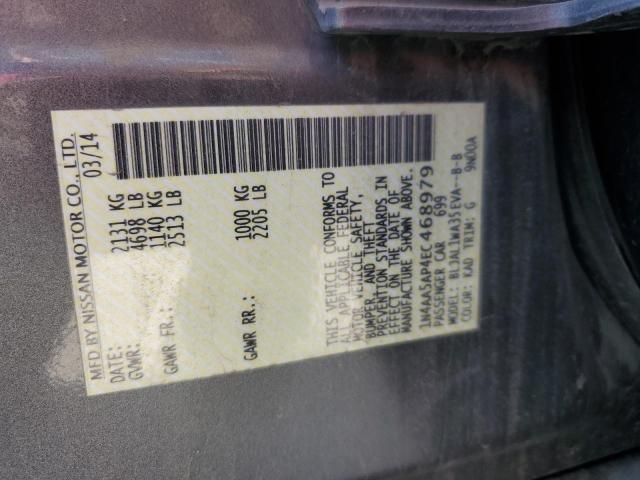 MFD BY NISSAN MOTOR CO., LTD.
DATE: 03/14
GVWR: 2131 KG
4698 LB
GAWR FR.: 1140 KG
2513 LB
GAWR RR.: 1000 KG
2205 LB
THIS VEHICLE CONFORMS TO
ALL APPLICABLE FEDERAL
MOTOR VEHICLE SAFETY,
BUMPER, AND THEFT
PREVENTION STANDARDS IN
EFFECT ON THE DATE OF
MANUFACTURE SHOWN ABOVE.
1N4AA5AP4EC468979
PASSENGER CAR 699
MODEL: BLJALIWA35EVA--B-B
COLOR: KAD TRIM: G 9N00A